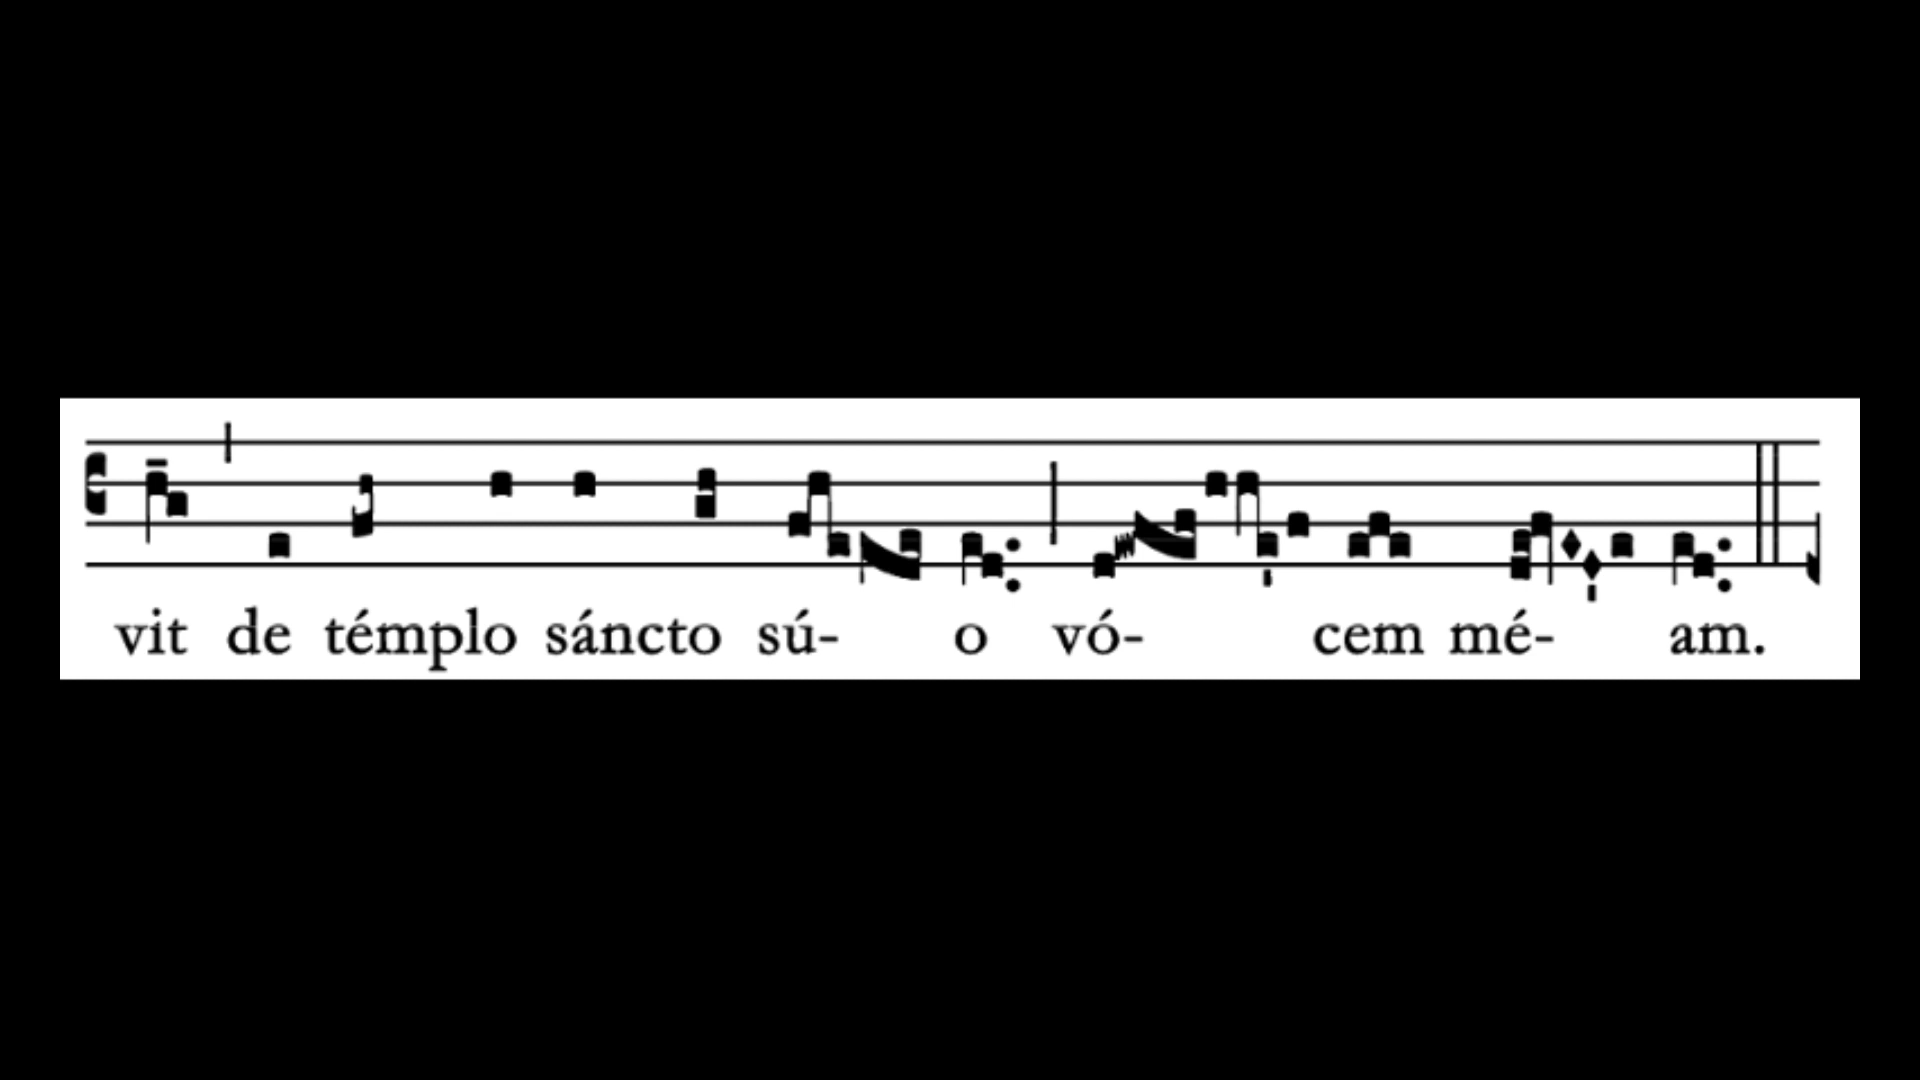 vit de témplo sáncto sú- o vó- cem mé- am.